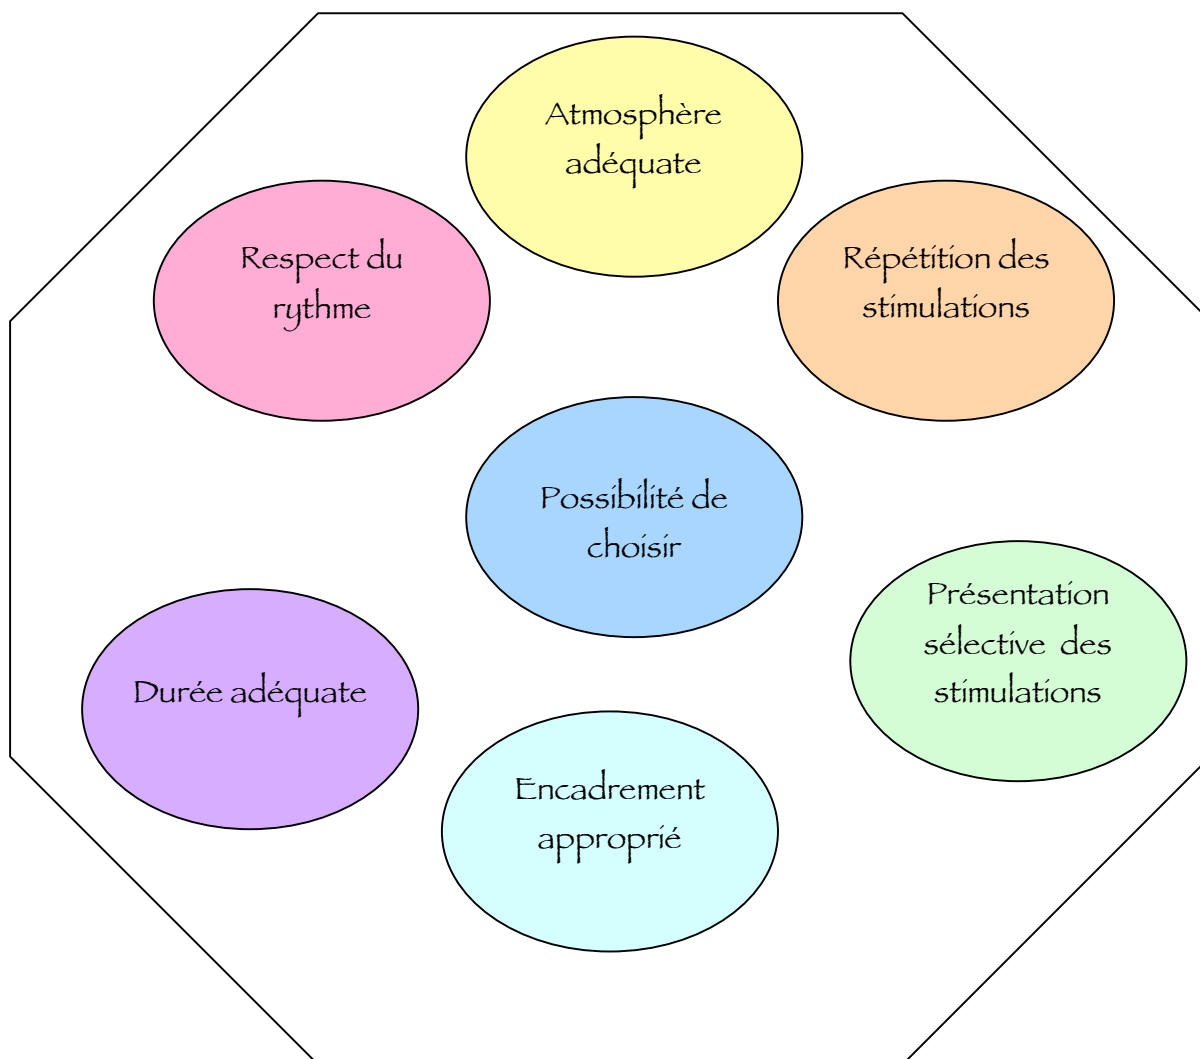 Atmosphère
adéquate
Respect du
rythme
Répétition des
stimulations
Possibilité de
choisir
Présentation
sélective des
stimulations
Durée adéquate
Encadrement
approprié